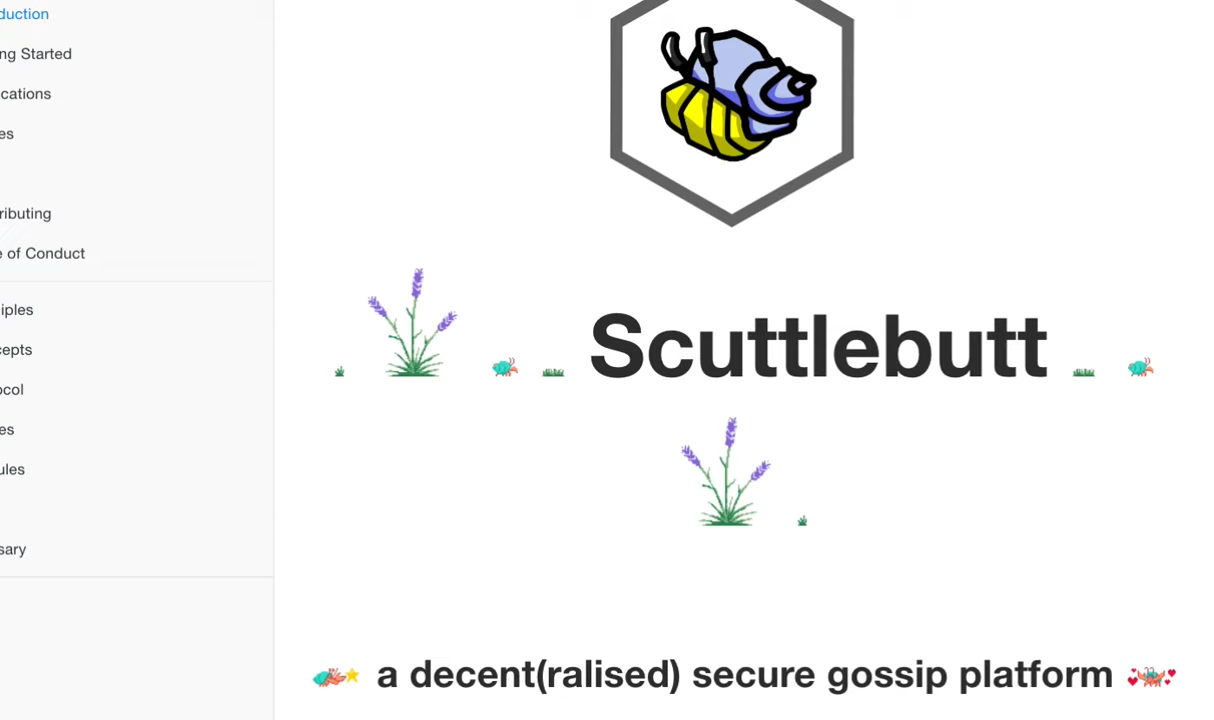 duction
ng Started
cations
es
ributing
e of Conduct
iples
cepts
ocol
es
ules
sary
Scuttlebutt
a decent(ralised) secure gossip platform